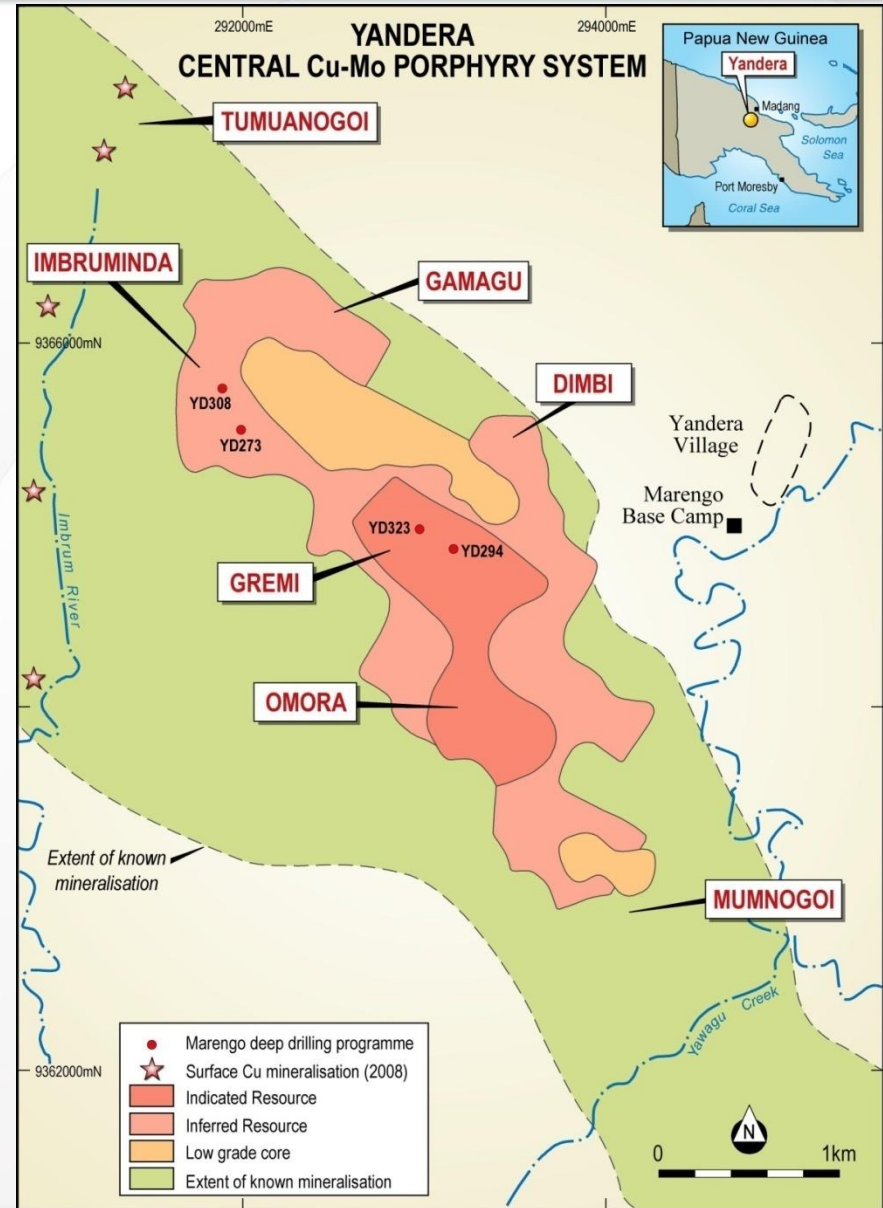 292000mE
294000mE
YANDERA
CENTRAL Cu-Mo PORPHYRY SYSTEM
Papua New Guinea
Yandera
Madang
Solomon
Sea
Port Moresby
Coral Sea
TUMUANOGOI
IMBRUMINDA
GAMAGU
9366000mN
DIMBI
YD308
YD273
Yandera
Village
Marengo
Base Camp
YD323
YD294
GREMI
Imbrum River
OMORA
Extent of known
mineralisation
MUMNOGOI
Yawagu Creek
9362000mN
Marengo deep drilling programme
Surface Cu mineralisation (2008)
Indicated Resource
Inferred Resource
Low grade core
Extent of known mineralisation
N
0 1km